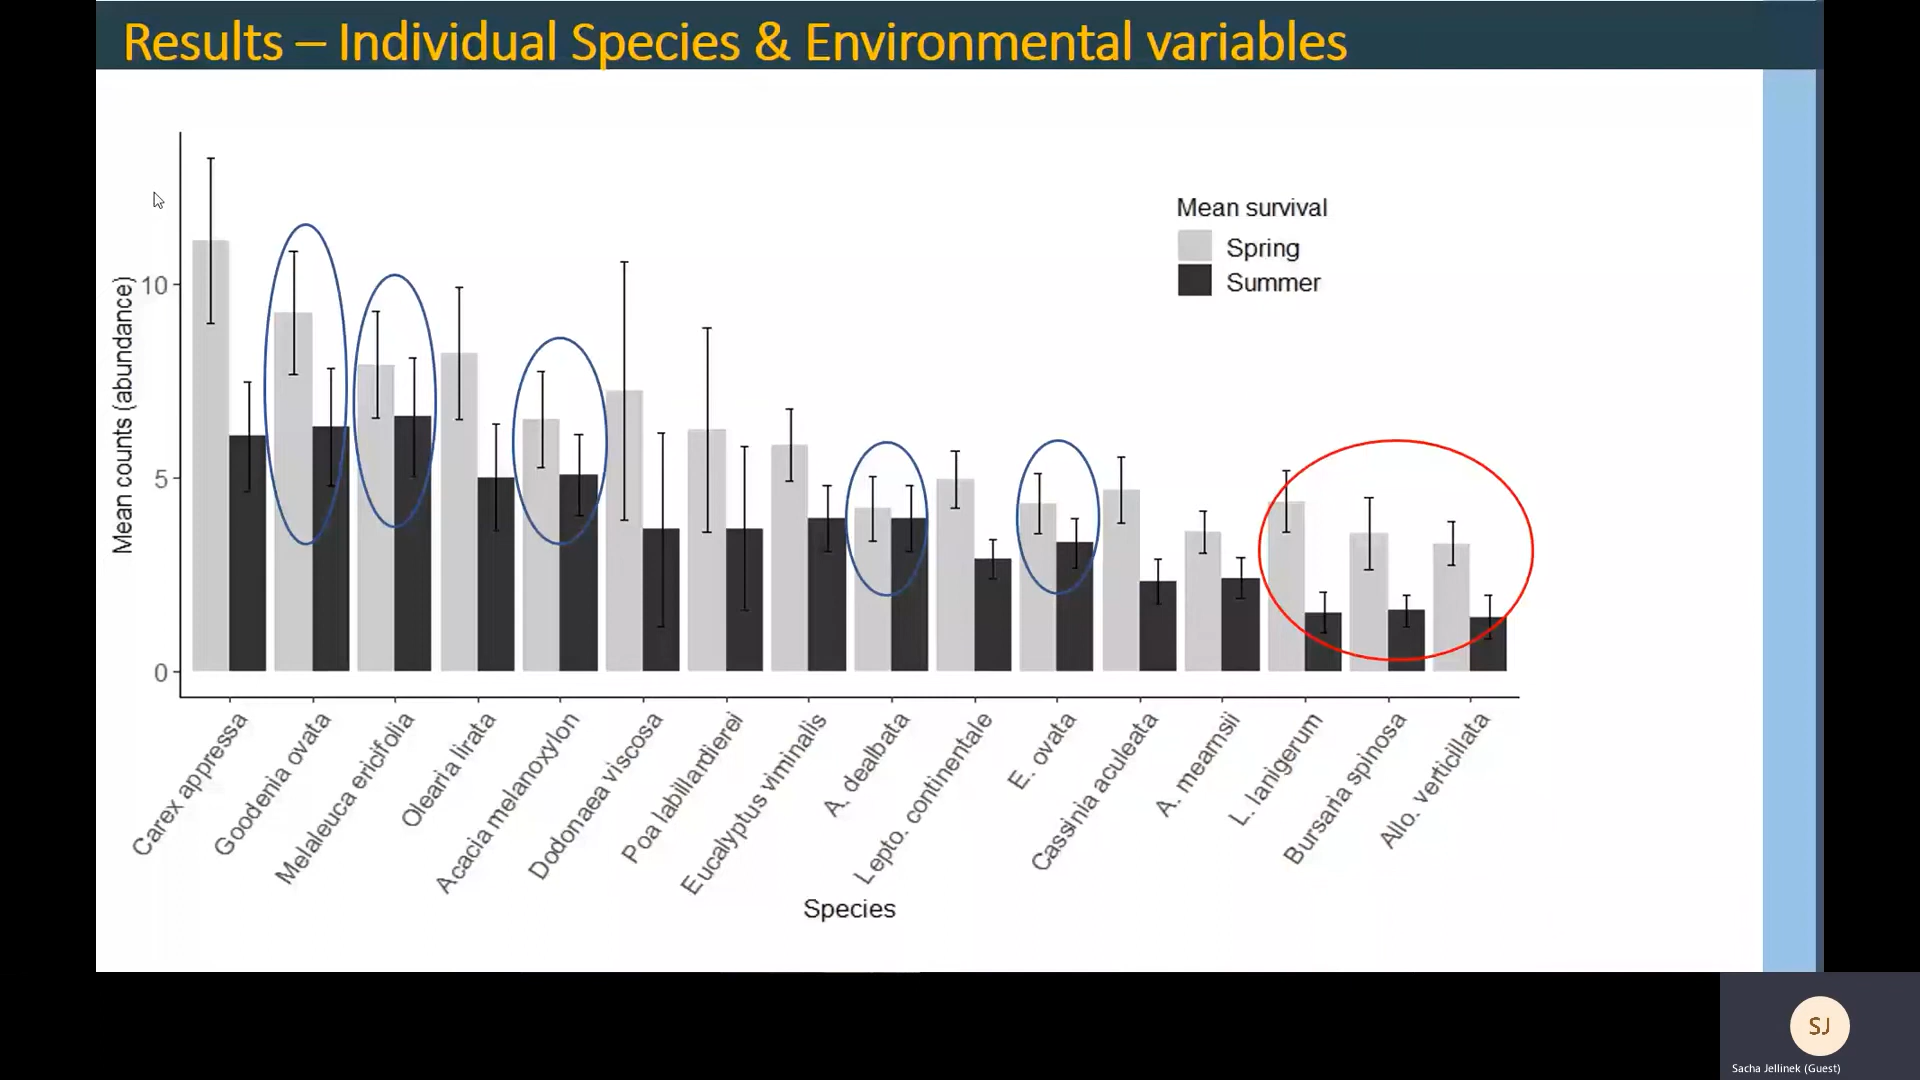 Results – Individual Species & Environmental variables
Mean survival
Spring
Summer
Mean counts (abundance)
10
5
0
Carex appressa
Goodenia ovata
Melaleuca ericifolia
Olearia lirata
Acacia melanoxylon
Dodonaea viscosa
Poa labillardierei
Eucalyptus viminalis
A. dealbata
Lepto. continentale
E. ovata
Cassinia aculeata
A. mearnsii
L. lanigerum
Bursaria spinosa
Allo. verticillata
Species
SJ
Sacha Jellinek (Guest)